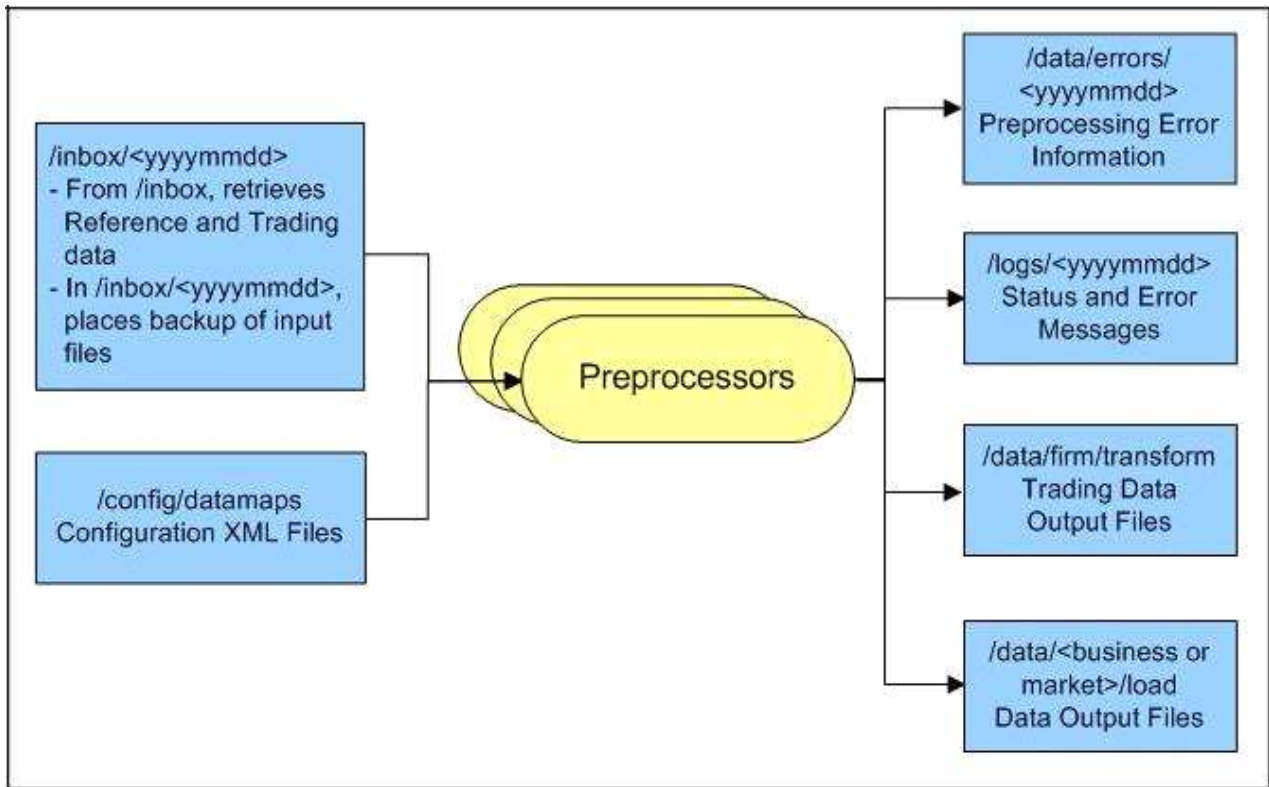 /inbox/<yyyymmdd>
- From /inbox, retrieves
Reference and Trading
data
- In /inbox/<yyyymmdd>,
places backup of input
files
/config/datamaps
Configuration XML Files
Preprocessors
/data/errors/
<yyyymmdd>
Preprocessing Error
Information
/logs/<yyyymmdd>
Status and Error
Messages
/data/firm/transform
Trading Data
Output Files
/data/<business or
market>/load
Data Output Files